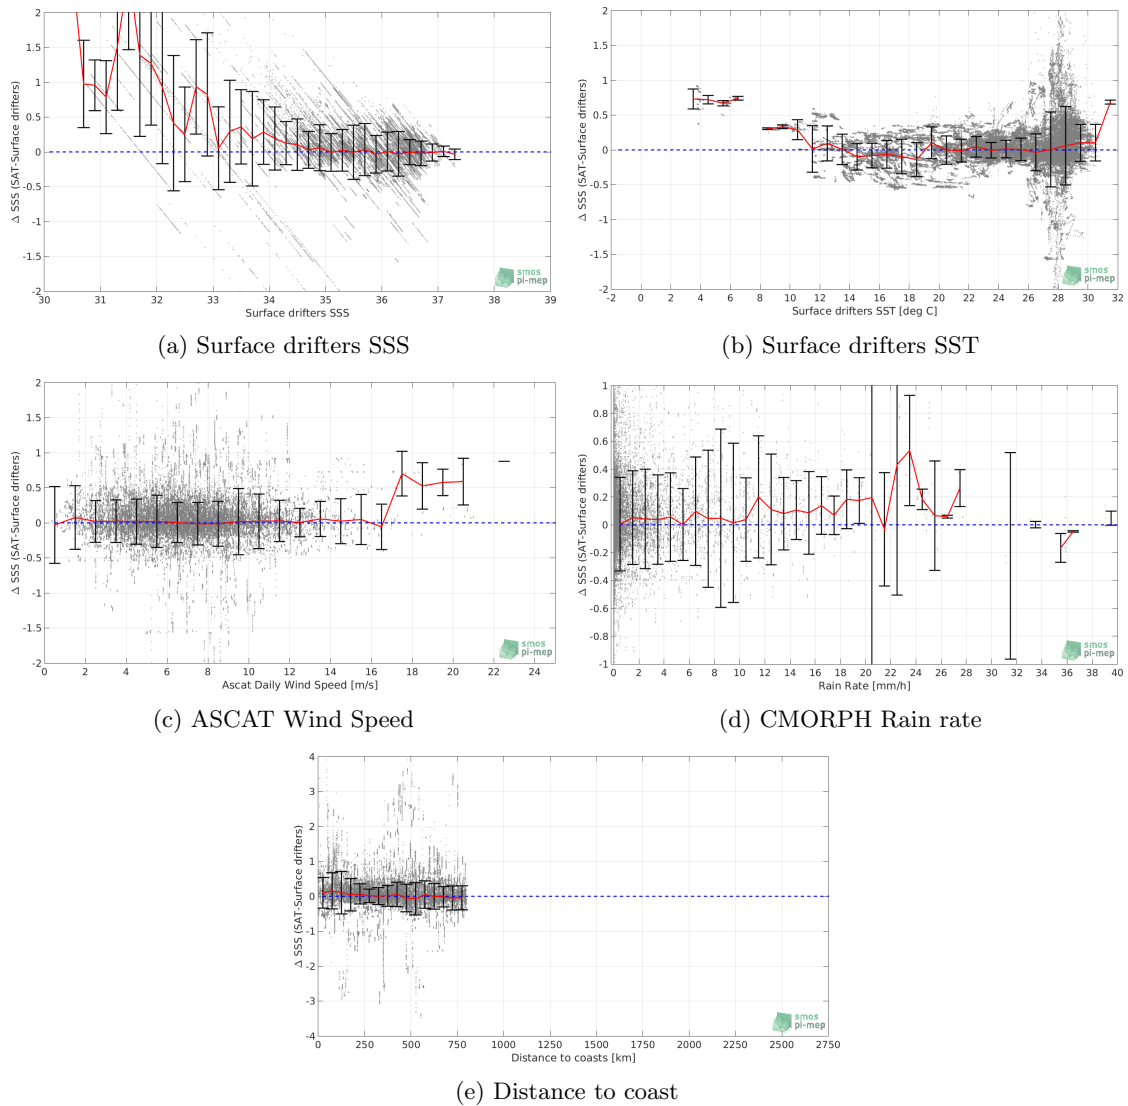 2
1.5
1
0.5
0
-0.5
-1
-1.5
-2
Δ SSS (SAT-Surface drifters)
30 31 32 33 34 35 36 37 38 39
Surface drifters SSS
smos
pi-mep
(a) Surface drifters SSS
2
1.5
1
0.5
0
-0.5
-1
-1.5
-2
Δ SSS (SAT-Surface drifters)
-2 0 2 4 6 8 10 12 14 16 18 20 22 24 26 28 30 32
Surface drifters SST [deg C]
smos
pi-mep
(b) Surface drifters SST
2
1.5
1
0.5
0
-0.5
-1
-1.5
-2
Δ SSS (SAT-Surface drifters)
0 2 4 6 8 10 12 14 16 18 20 22 24
Ascat Daily Wind Speed [m/s]
smos
pi-mep
(c) ASCAT Wind Speed
1
0.8
0.6
0.4
0.2
0
-0.2
-0.4
-0.6
-0.8
-1
Δ SSS (SAT-Surface drifters)
0 2 4 6 8 10 12 14 16 18 20 22 24 26 28 30 32 34 36 38 40
Rain Rate [mm/h]
smos
pi-mep
(d) CMORPH Rain rate
4
3
2
1
0
-1
-2
-3
-4
Δ SSS (SAT-Surface drifters)
0 250 500 750 1000 1250 1500 1750 2000 2250 2500 2750
Distance to coasts [km]
smos
pi-mep
(e) Distance to coast